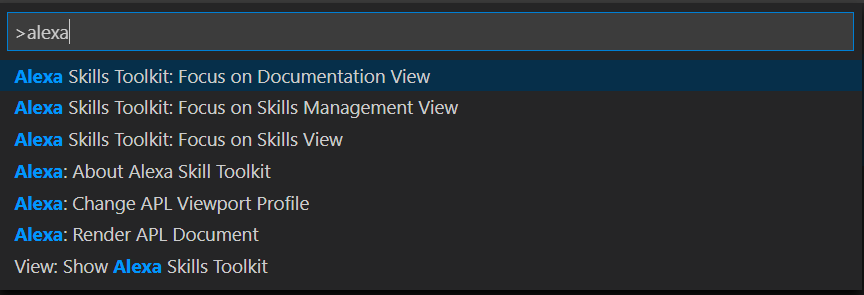 >alexa
Alexa Skills Toolkit: Focus on Documentation View
Alexa Skills Toolkit: Focus on Skills Management View
Alexa Skills Toolkit: Focus on Skills View
Alexa: About Alexa Skill Toolkit
Alexa: Change APL Viewport Profile
Alexa: Render APL Document
View: Show Alexa Skills Toolkit